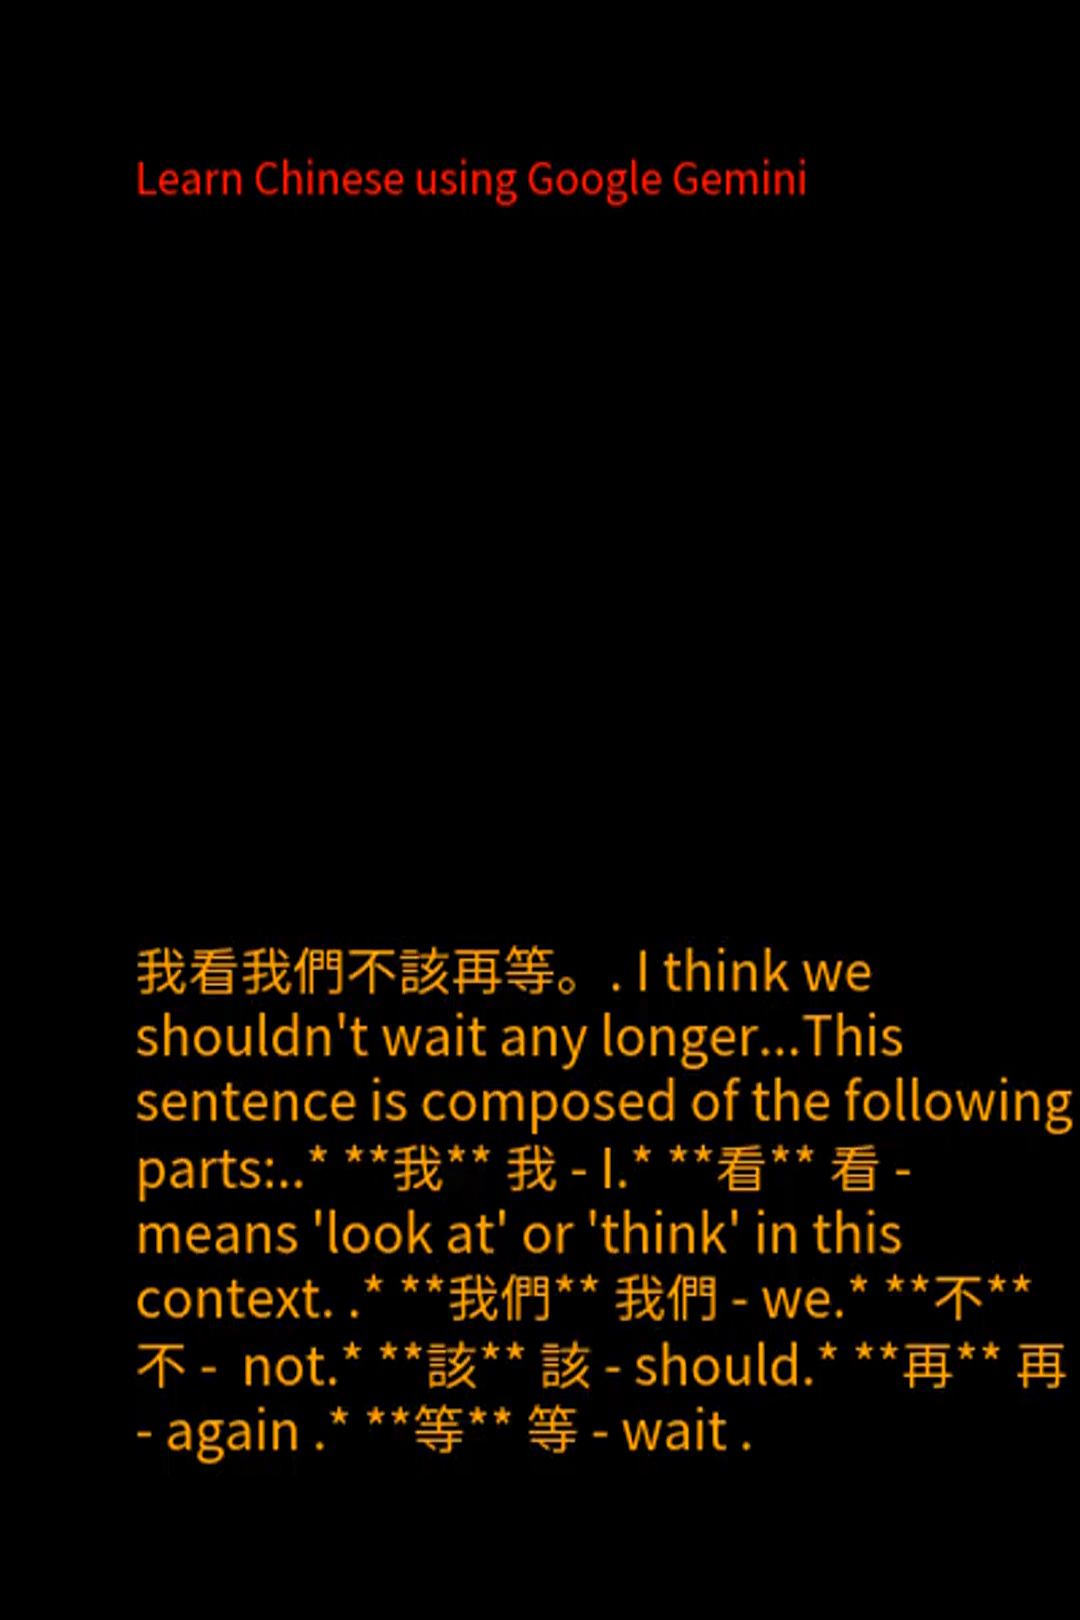 Learn Chinese using Google Gemini
我看我們不該再等。. I think we
shouldn't wait any longer...This
sentence is composed of the following
parts:..* **我** 我 - I.* **看** 看 -
means 'look at' or 'think' in this
context. .* **我們** 我們 - we.* **不**
不 -  not.* **該** 該 - should.* **再** 再
- again .* **等** 等 - wait .